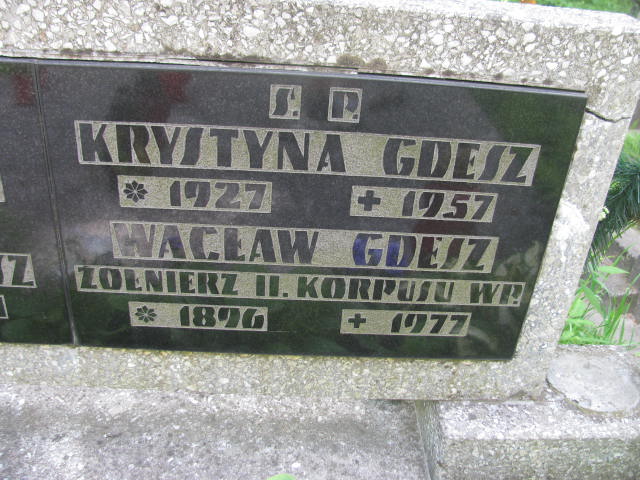 Ś. P.
KRYSTYNA GDESZ
* 1927 + 1957
WACŁAW GDESZ
ŻOŁNIERZ II. KORPUSU WP.
* 1896 + 1977